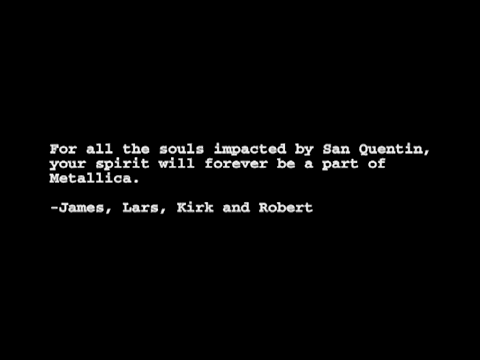 For all the souls impacted by San Quentin,
your spirit will forever be a part of
Metallica.
-James, Lars, Kirk and Robert